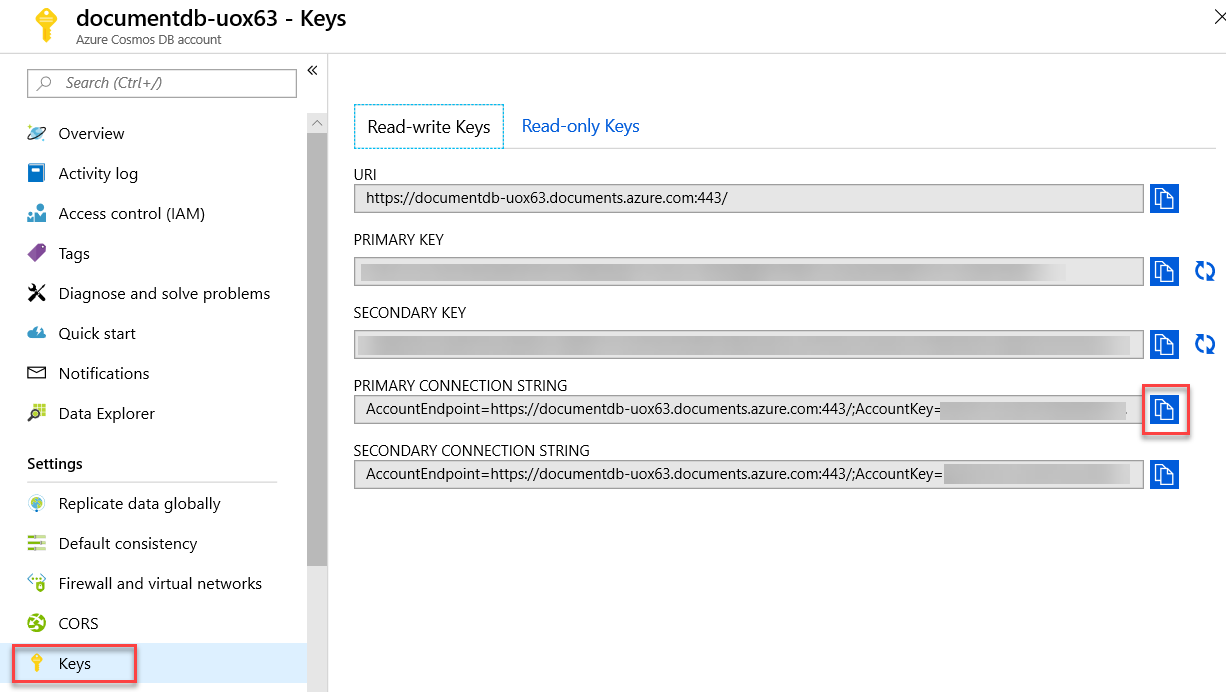 documentdb-uox63 - Keys
Azure Cosmos DB account
Search (Ctrl+/)
Overview
Activity log
Access control (IAM)
Tags
Diagnose and solve problems
Quick start
Notifications
Data Explorer
Settings
Replicate data globally
Default consistency
Firewall and virtual networks
CORS
Keys
Read-write Keys Read-only Keys
URI
https://documentdb-uox63.documents.azure.com:443/
PRIMARY KEY
SECONDARY KEY
PRIMARY CONNECTION STRING
AccountEndpoint=https://documentdb-uox63.documents.azure.com:443/;AccountKey=
SECONDARY CONNECTION STRING
AccountEndpoint=https://documentdb-uox63.documents.azure.com:443/;AccountKey=